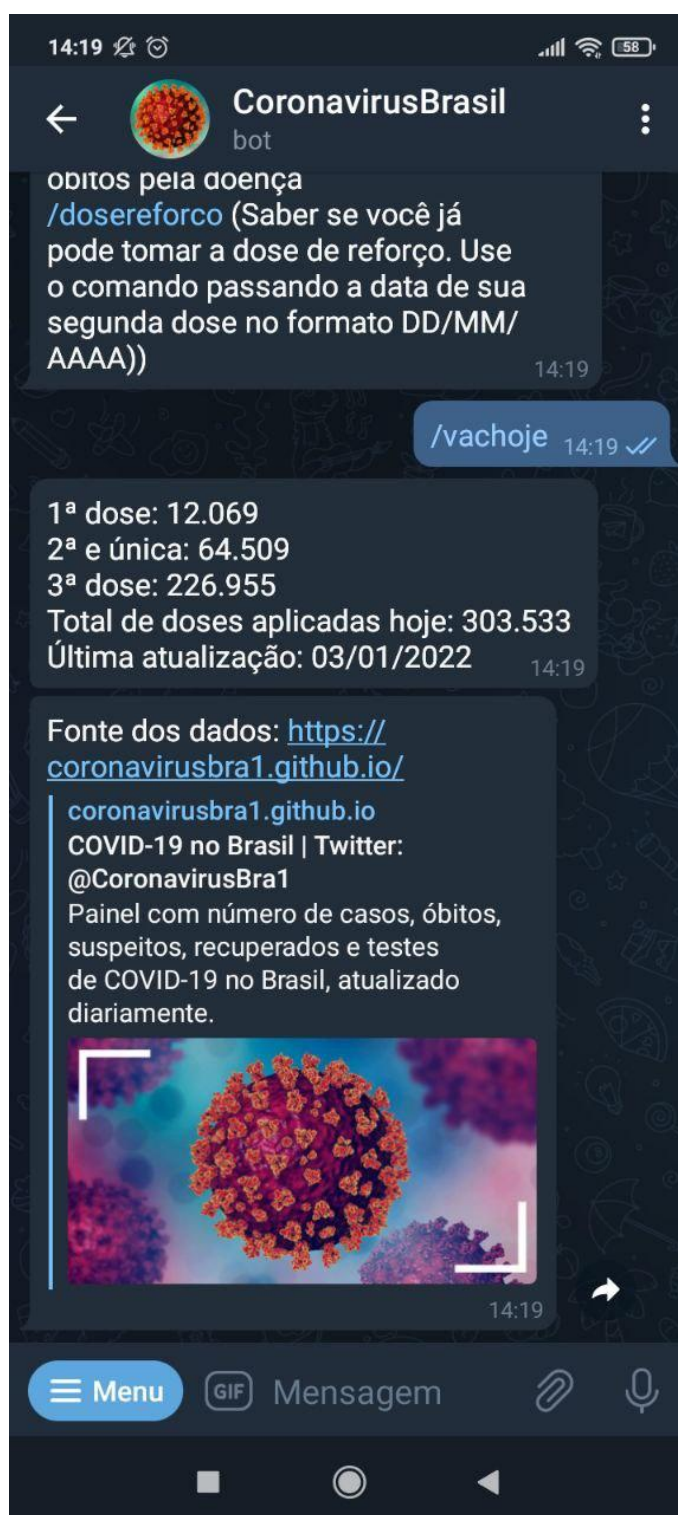 14:19
58
CoronavirusBrasil
bot
óbitos pela doença
/dosereforco (Saber se você já
pode tomar a dose de reforço. Use
o comando passando a data de sua
segunda dose no formato DD/MM/
AAAA))
14:19
/vachoje 14:19
1ª dose: 12.069
2ª e única: 64.509
3ª dose: 226.955
Total de doses aplicadas hoje: 303.533
Última atualização: 03/01/2022
14:19
Fonte dos dados: https://
coronavirusbra1.github.io/
coronavirusbra1.github.io
COVID-19 no Brasil | Twitter:
@CoronavirusBra1
Painel com número de casos, óbitos,
suspeitos, recuperados e testes
de COVID-19 no Brasil, atualizado
diariamente.
14:19
Menu GIF Mensagem